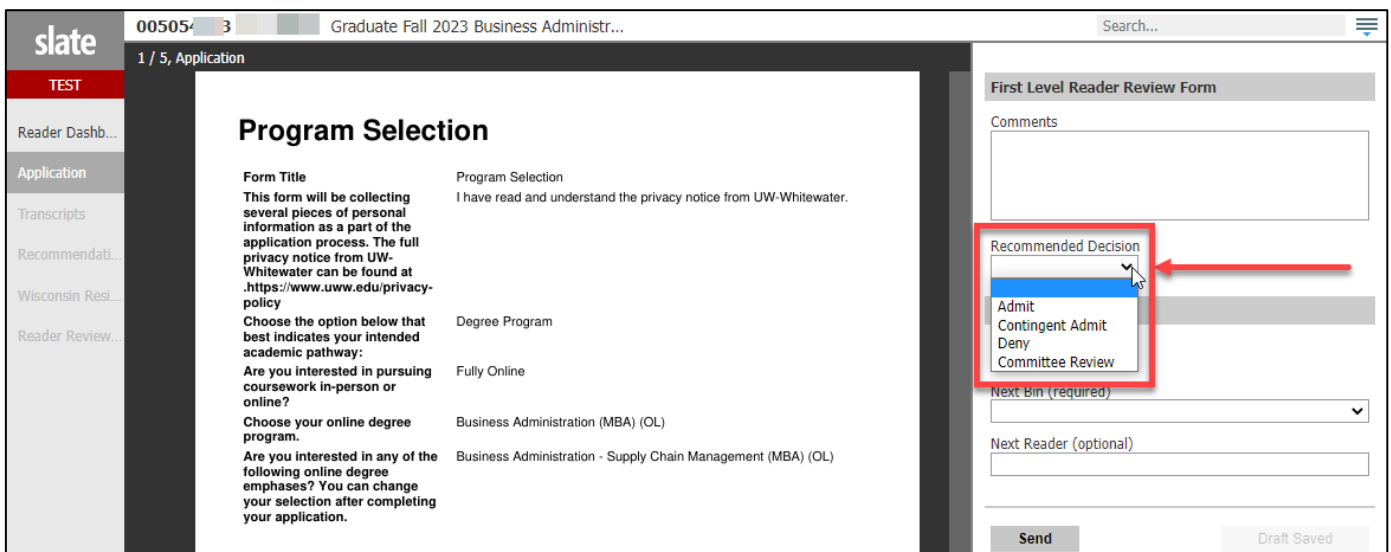 slate
TEST
Reader Dashb...
Application
Transcripts
Recommendati...
Wisconsin Resi...
Reader Review...
00505 3 Graduate Fall 2023 Business Administr...
Search...
1 / 5, Application
Program Selection
Form Title Program Selection
This form will be collecting I have read and understand the privacy notice from UW-Whitewater.
several pieces of personal
information as a part of the
application process. The full
privacy notice from UW-
Whitewater can be found at
.https://www.uww.edu/privacy-
policy
Choose the option below that Degree Program
best indicates your intended
academic pathway:
Are you interested in pursuing Fully Online
coursework in-person or
online?
Choose your online degree Business Administration (MBA) (OL)
program.
Are you interested in any of the Business Administration - Supply Chain Management (MBA) (OL)
following online degree
emphases? You can change
your selection after completing
your application.
First Level Reader Review Form
Comments
Recommended Decision
Admit
Contingent Admit
Deny
Committee Review
Next Bin (required)
Next Reader (optional)
Send
Draft Saved